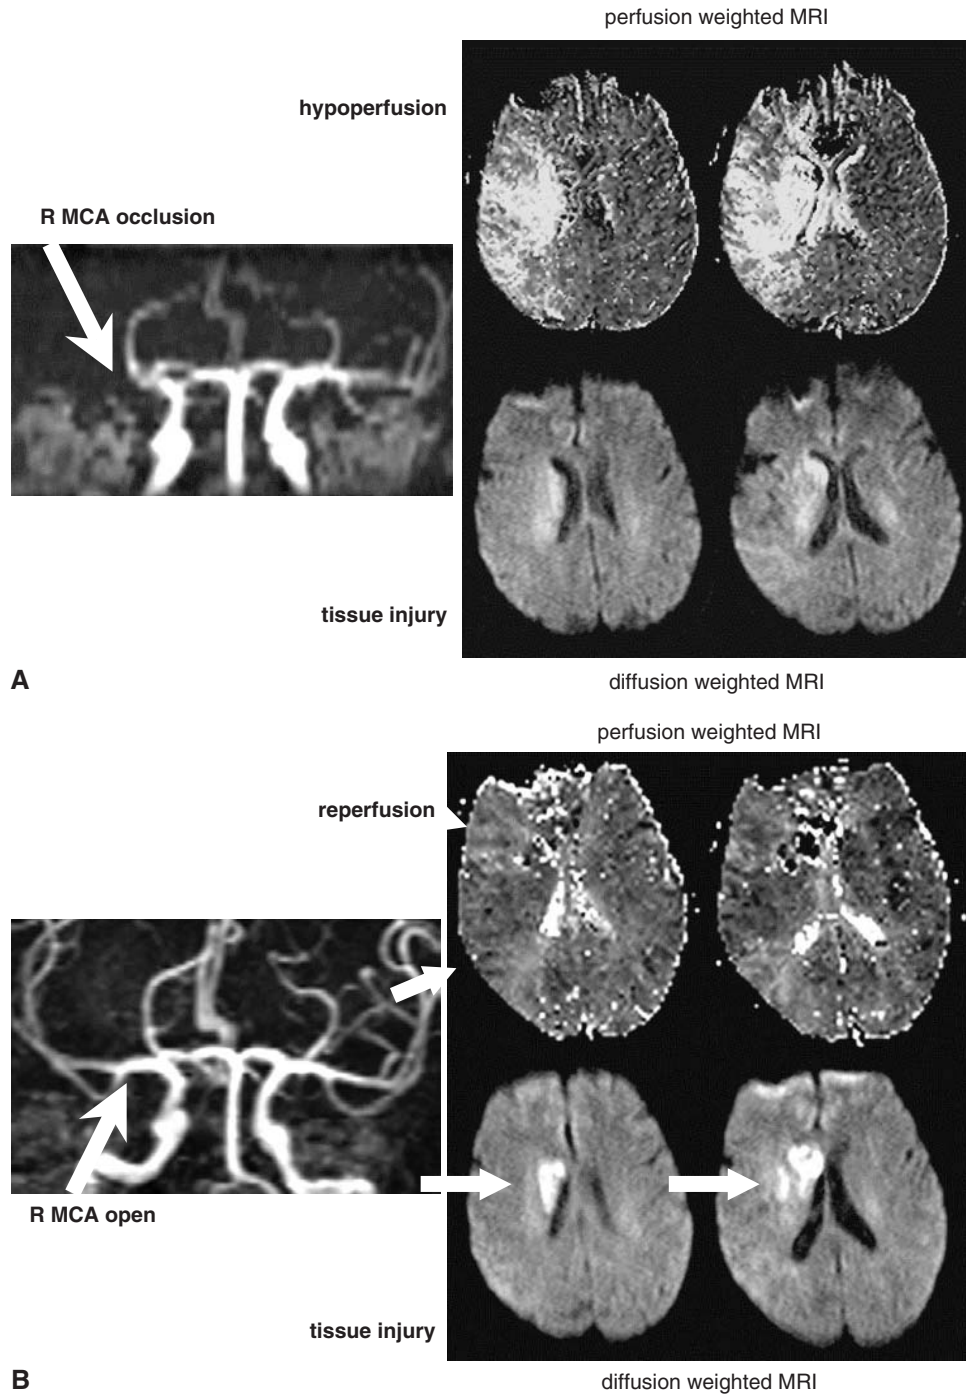 perfusion weighted MRI
hypoperfusion
R MCA occlusion
tissue injury
A
diffusion weighted MRI
perfusion weighted MRI
reperfusion
R MCA open
tissue injury
B
diffusion weighted MRI